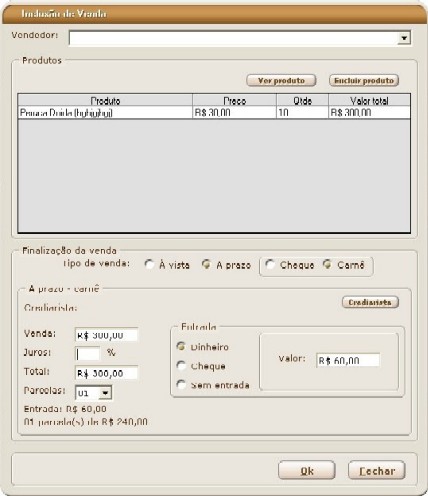 Inclusão de Venda
Vendedor:
Produtos
Ver produto
Excluir produto
Produto Preço Qtde Valor total
R$ 30,00 10 R$ 300,00
Finalização da venda
Tipo de venda: À vista A prazo Cheque Carnê
A prazo - carnê
Crediarista
Crediarista:
Venda: R$ 300,00
Juros: %
Total: R$ 300,00
Parcelas: 01
Entrada
Dinheiro
Cheque
Sem entrada
Valor: R$ 60,00
Entrada: R$ 60,00
01 parcela(s) de R$ 240,00
Ok
Fechar